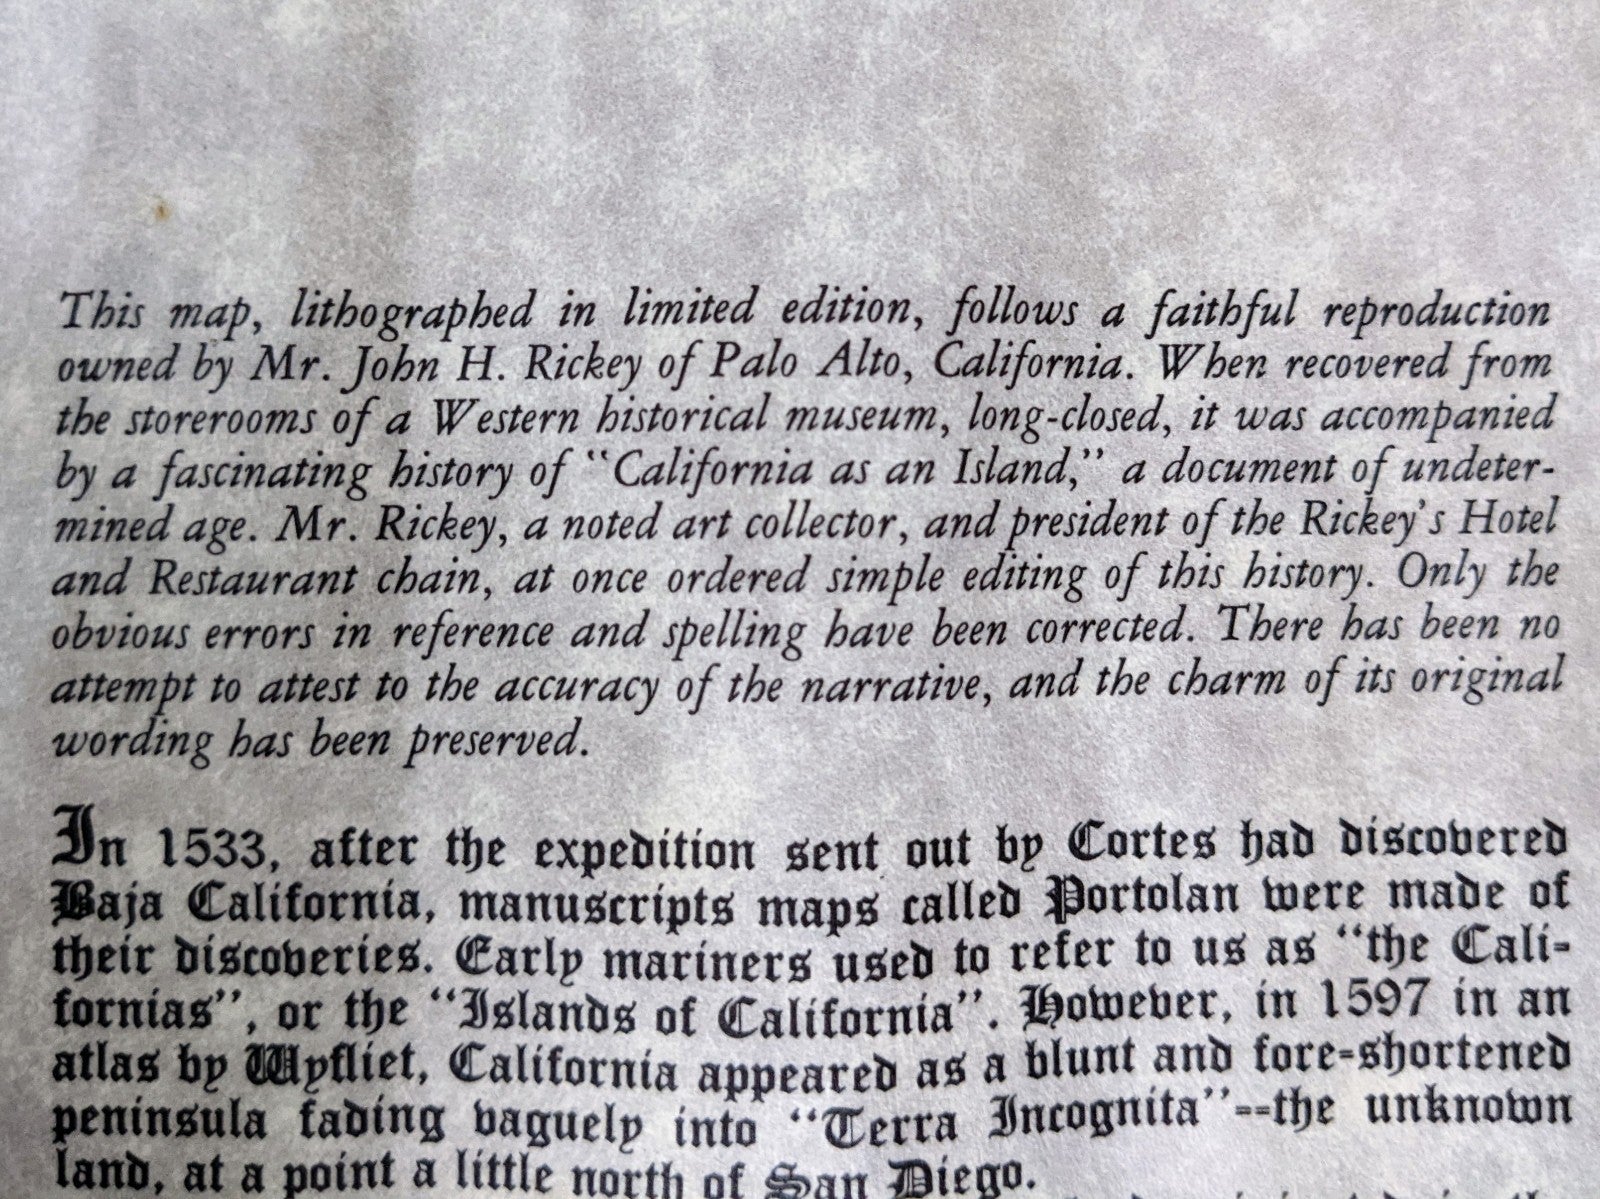 This map, lithographed in limited edition, follows a faithful reproduction
owned by Mr. John H. Rickey of Palo Alto, California. When recovered from
the storerooms of a Western historical museum, long-closed, it was accompanied
by a fascinating history of "California as an Island," a document of undeter-
mined age. Mr. Rickey, a noted art collector, and president of the Rickey's Hotel
and Restaurant chain, at once ordered simple editing of this history. Only the
obvious errors in reference and spelling have been corrected. There has been no
attempt to attest to the accuracy of the narrative, and the charm of its original
wording has been preserved.
In 1533, after the expedition sent out by Cortes had discovered
Baja California, manuscripts maps called Portolan were made of
their discoveries. Early mariners used to refer to us as "the Cali-
fornias", or the "Islands of California". However, in 1597 in an
atlas by Wyfliet, California appeared as a blunt and fore-shortened
peninsula fading vaguely into "Terra Incognita"--the unknown
land, at a point a little north of San Diego.